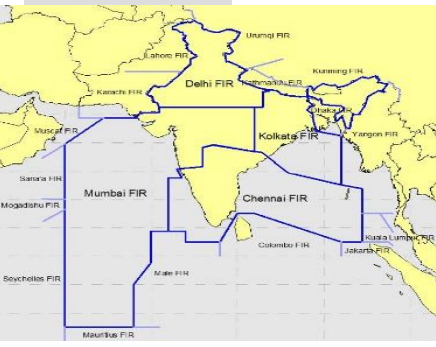 Urumqi FIR
Lahore FIR
Kunming FIR
Delhi FIR
Kathmandu FIR
Karachi FIR
Dhaka FIR
Muscat FIR
Kolkata FIR
Yangon FIR
Sana'a FIR
Mumbai FIR
Chennai FIR
Mogadishu FIR
Kuala Lumpur FIR
Colombo FIR
Jakarta FIR
Male FIR
Seychelles FIR
Mauritius FIR